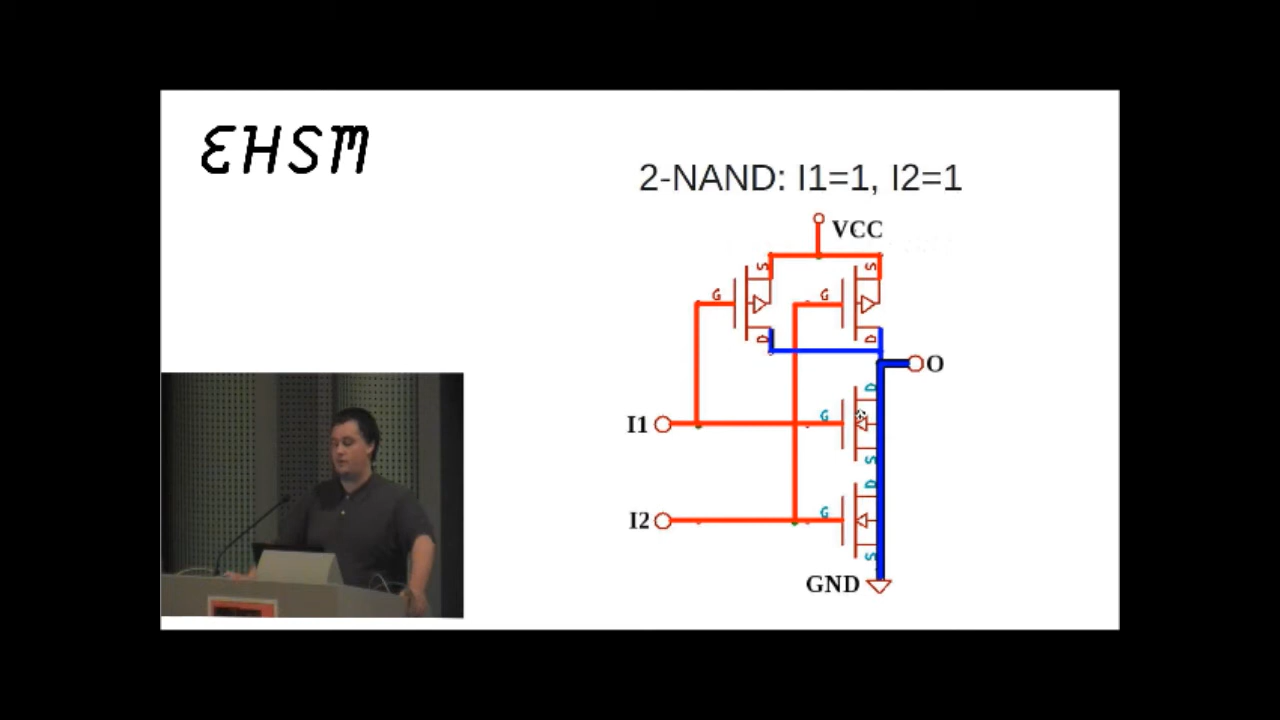 EHSM
2-NAND: I1=1, I2=1
VCC
S
S
G
G
D
D
O
D
I1
G
S
D
I2
G
S
GND